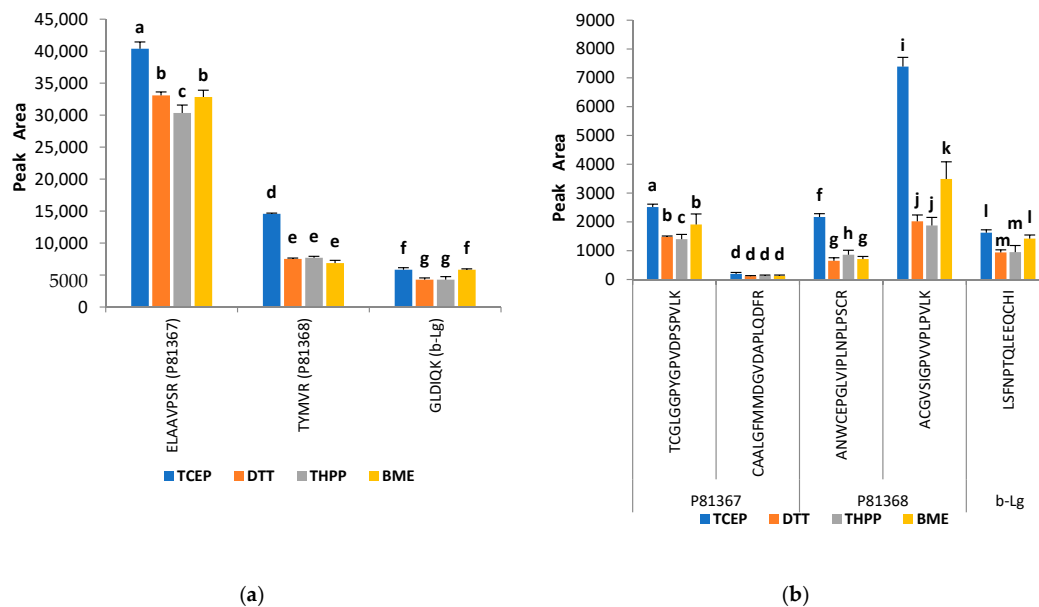 45,000
40,000
35,000
30,000
25,000
20,000
15,000
10,000
5000
0
Peak Area
a
b
c
b
d
e
e
e
f
g
g
f
ELAAVPSR (P81367)
TYMVR (P81368)
GLDIQK (b-Lg)
TCEP DTT THPP BME
(a)
9000
8000
7000
6000
5000
4000
3000
2000
1000
0
Peak Area
a
b
c
b
d d d d
f
g
h
g
i
j
j
k
l
m
m
l
TCGLGGPYGPVDPSPVLK
CAALGFMMDGVDAPLQDFR
ANWCEPGLVIPLNPLPSCR
ACGVSIGPVVPLPVLK
LSFNPTQLEEQCHI
P81367 P81368 b-Lg
TCEP DTT THPP BME
(b)